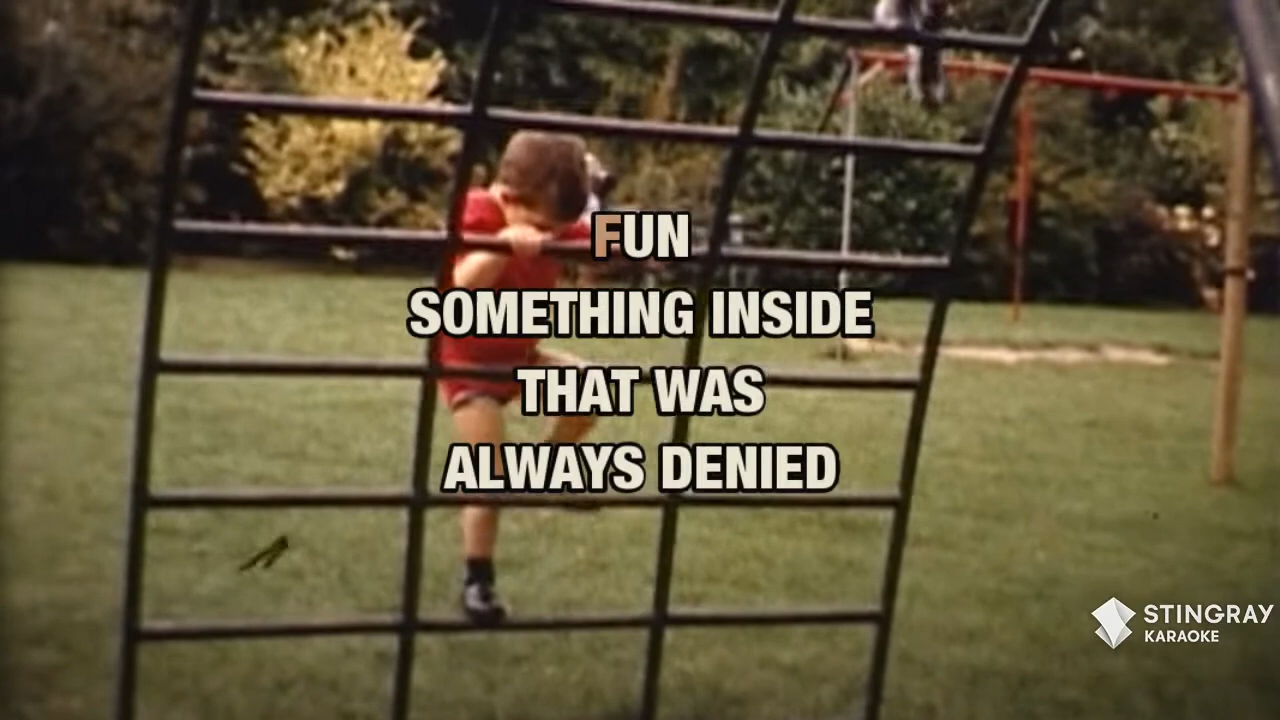 FUN
SOMETHING INSIDE
THAT WAS
ALWAYS DENIED
STINGRAY
KARAOKE